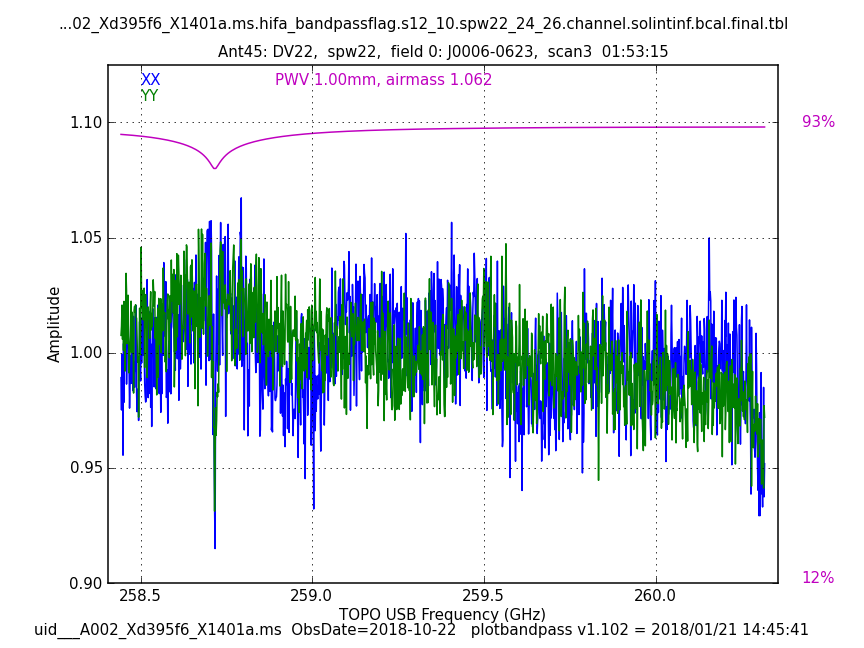 ...02_Xd395f6_X1401a.ms.hifa_bandpassflag.s12_10.spw22_24_26.channel.solintinf.bcal.final.tbl
Ant45: DV22,  spw22,  field 0: J0006-0623,  scan3  01:53:15
XX
PWV 1.00mm, airmass 1.062
YY
1.10
93%
1.05
1.00
Amplitude
0.95
0.90
12%
258.5
259.0
259.5
260.0
TOPO USB Frequency (GHz)
uid___A002_Xd395f6_X1401a.ms  ObsDate=2018-10-22   plotbandpass v1.102 = 2018/01/21 14:45:41